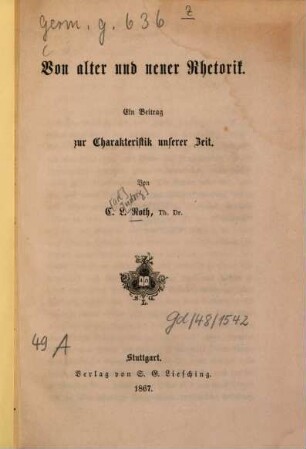 Germ. g. 636 z
Von alter und neuer Rhetorik.
Ein Beitrag
zur Charakteristik unserer Zeit.
Von
C. L. Roth, Th. Dr.
Gd/48/1542
49 A
Stuttgart.
Verlag von S. G. Liesching.
1867.